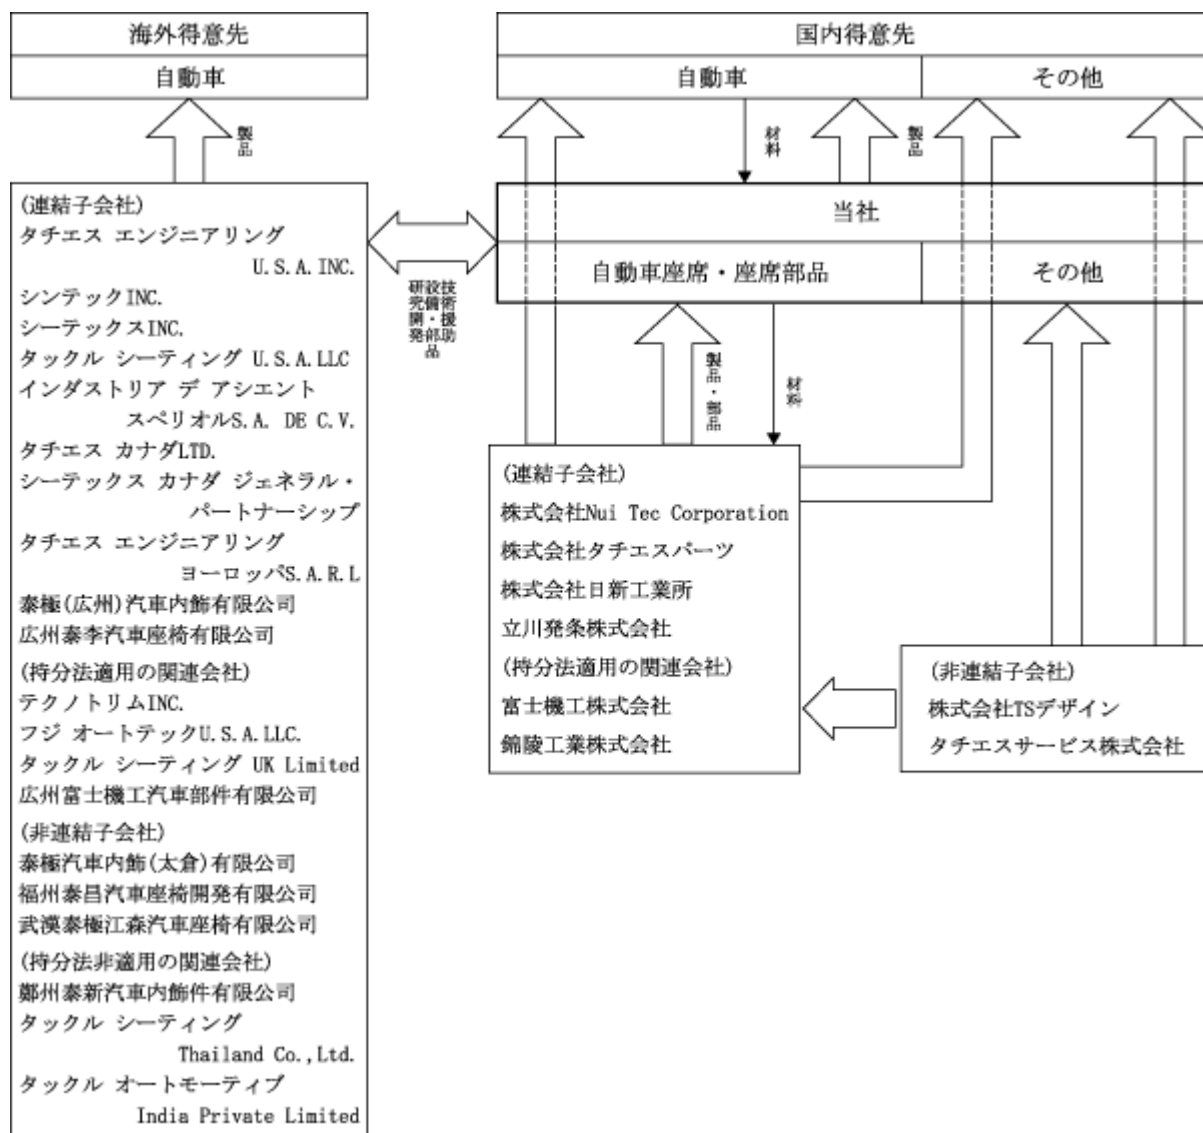 海外得意先
自動車
製品
(連結子会社)
タチエス エンジニアリング
U.S.A.INC.
シンテックINC.
シーテックスINC.
タックル シーティング U.S.A.LLC
インダストリア デ アシエント
スペリオルS.A. DE C.V.
タチエス カナダLTD.
シーテックス カナダ ジェネラル・
パートナーシップ
タチエス エンジニアリング
ヨーロッパS.A.R.L
泰極(広州)汽車内飾有限公司
広州泰李汽車座椅有限公司
(持分法適用の関連会社)
テクノトリムINC.
フジ オートテックU.S.A.LLC.
タックル シーティング UK Limited
広州富士機工汽車部件有限公司
(非連結子会社)
泰極汽車内飾(太倉)有限公司
福州泰昌汽車座椅開発有限公司
武漢泰極江森汽車座椅有限公司
(持分法非適用の関連会社)
鄭州泰新汽車内飾件有限公司
タックル シーティング
Thailand Co.,Ltd.
タックル オートモーティブ
India Private Limited
技術援助
設備・部品
研究開発
国内得意先
自動車
その他
材料
製品
当社
自動車座席・座席部品
その他
製品・部品
材料
(連結子会社)
株式会社Nui Tec Corporation
株式会社タチエスパーツ
株式会社日新工業所
立川発条株式会社
(持分法適用の関連会社)
富士機工株式会社
錦陵工業株式会社
(非連結子会社)
株式会社TSデザイン
タチエスサービス株式会社